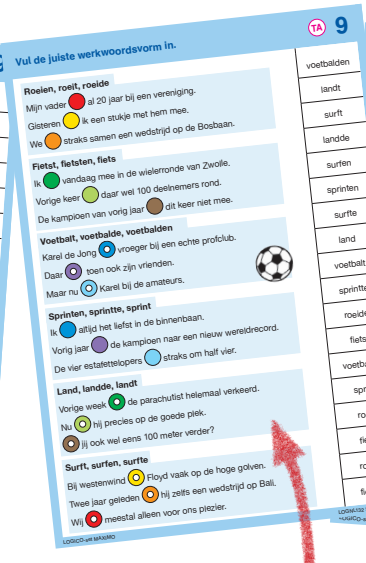 TA 9
Vul de juiste werkwoordsvorm in.
Roeien, roeit, roeide
Mijn vader al 20 jaar bij een vereniging.
Gisteren ik een stukje met hem mee.
We straks samen een wedstrijd op de Bosbaan.
Fietst, fietsten, fiets
Ik vandaag mee in de wielerronde van Zwolle.
Vorige keer daar wel 100 deelnemers rond.
De kampioen van vorig jaar dit keer niet mee.
Voetbalt, voetbalde, voetbalden
Karel de Jong vroeger bij een echte profclub.
Daar toen ook zijn vrienden.
Maar nu Karel bij de amateurs.
Sprinten, sprintte, sprint
Ik altijd het liefst in de binnenbaan.
Vorig jaar de kampioen naar een nieuw wereldrecord.
De vier estafettelopers straks om half vier.
Land, landde, landt
Vorige week de parachutist helemaal verkeerd.
Nu hij precies op de goede plek.
jij ook wel eens 100 meter verder?
Surft, surfen, surfte
Bij westenwind Floyd vaak op de hoge golven.
Twee jaar geleden hij zelfs een wedstrijd op Bali.
Wij meestal alleen voor ons plezier.
LOGICO-PM MAXIMO
voetbalden
landt
surft
landde
surfen
sprinten
surfte
land
voetbalt
sprintte
roeide
fiets
voetba
spr
ro
fie
ro
fi